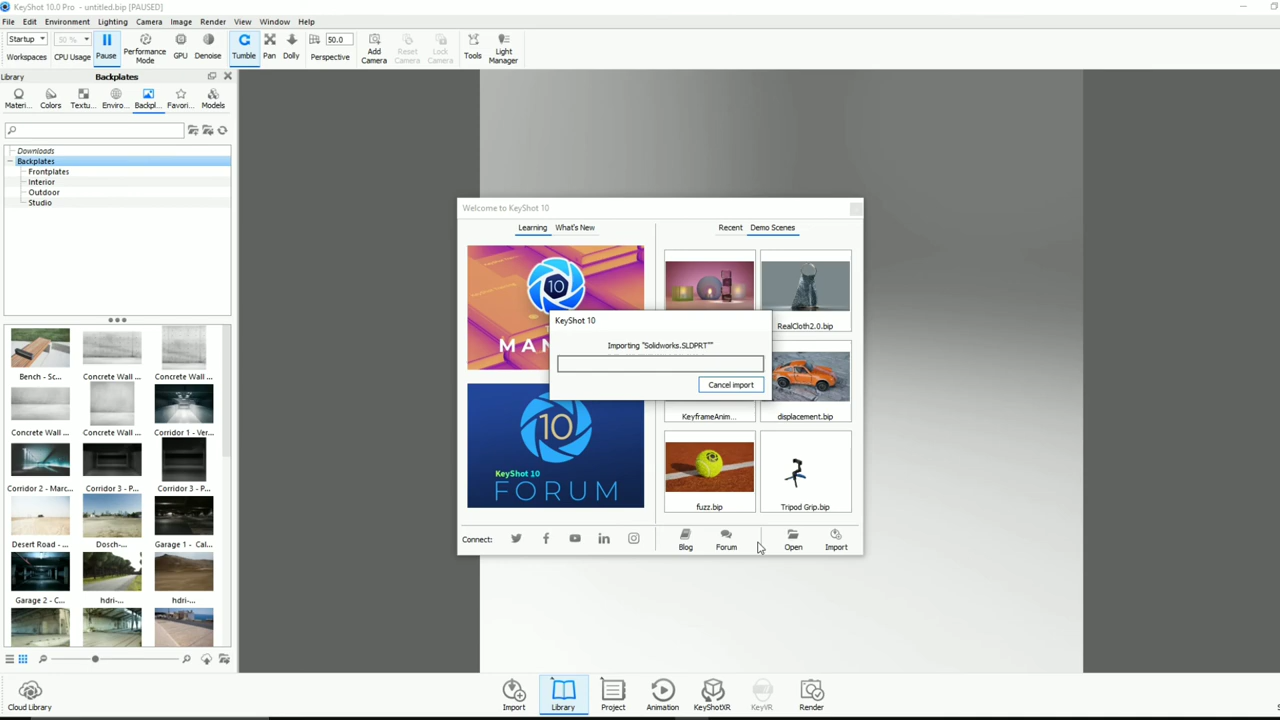 KeyShot 10.0 Pro - untitled.bip [PAUSED]
File Edit Environment Lighting Camera Image Render View Window Help
Startup 50 % 50.0
Workspaces CPU Usage Pause Performance Mode GPU Denoise Tumble Pan Dolly Perspective Add Camera Reset Camera Lock Camera Tools Light Manager
Library Backplates
Materi... Colors Textu... Enviro... Backpl... Favori... Models
Downloads
Backplates
Frontplates
Interior
Outdoor
Studio
Bench - Sc... Concrete Wall ... Concrete Wall ...
Concrete Wall ... Concrete Wall ... Corridor 1 - Ver...
Corridor 2 - Marc... Corridor 3 - P... Corridor 3 - P...
Desert Road - ... Dosch-... Garage 1 - Cal...
Garage 2 - C... hdri-... hdri-...
Cloud Library
Welcome to KeyShot 10
Learning What's New
Recent Demo Scenes
10
MAN
10
KeyShot 10
FORUM
RealCloth2.0.bip
KeyframeAnim... displacement.bip
fuzz.bip Tripod Grip.bip
KeyShot 10
Importing "Solidworks.SLDPRT""
Cancel import
Connect:
Blog Forum Open Import
Import Library Project Animation KeyShotXR KeyVR Render